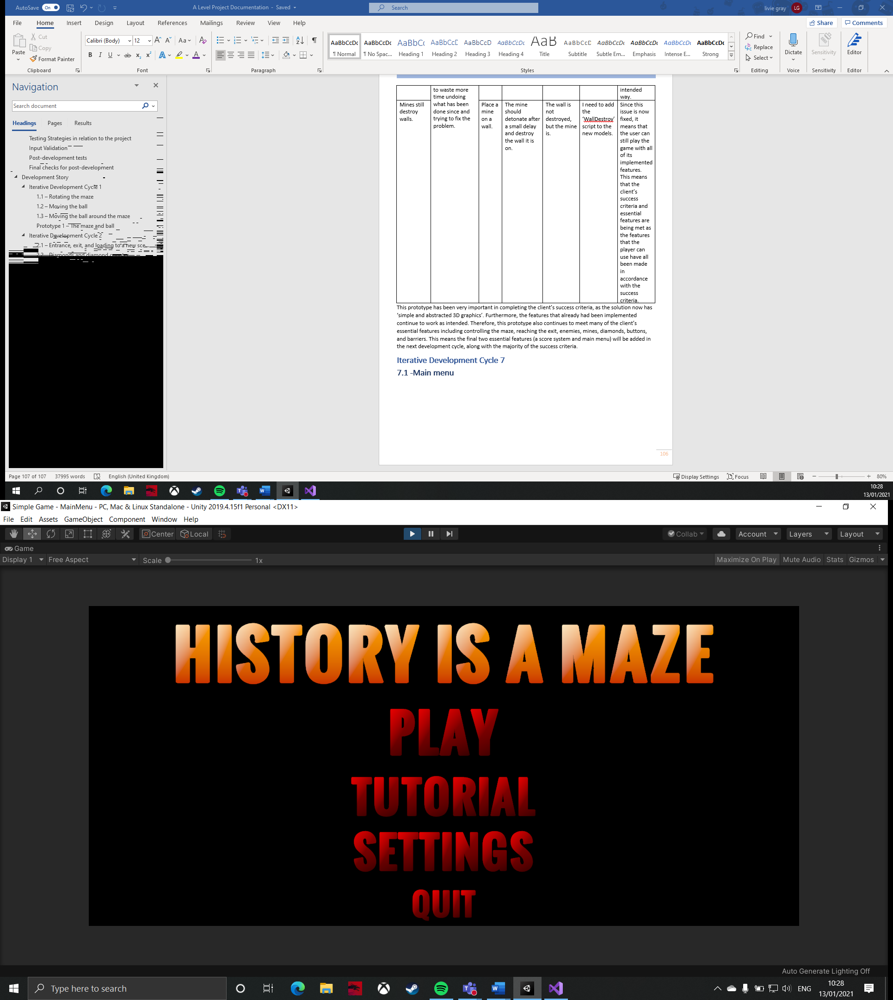 AutoSave On A Level Project Documentation - Saved Search livie gray LG
File Home Insert Design Layout References Mailings Review View Help Share Comments
Paste Cut Copy Format Painter
Calibri (Body) 12 Aa
B I U ab x₂ x² A A
AaBbCcDc AaBbCcDc AaBbC( AaBbCcD AaBbCcD AaBbCcDc AaB AaBbCcD AaBbCcDc AaBbCcDc AaBbCcDc AaBbCcDc
¶ Normal ¶ No Spac... Heading 1 Heading 2 Heading 3 Heading 4 Title Subtitle Subtle Em... Emphasis Intense E... Strong
Find Replace Select
Dictate Sensitivity Editor
Clipboard Font Paragraph Styles Editing Voice Sensitivity Editor
Navigation
Search document
Headings Pages Results
Testing Strategies in relation to the project
Input Validation
Post-development tests
Final checks for post-development
Development Story
Iterative Development Cycle 1
1.1 – Rotating the maze
1.2 – Moving the ball
1.3 – Moving the ball around the maze
Prototype 1 – The maze and ball
Iterative Development Cycle 2
2.1 – Entrance, exit, and loading to a new sce...
2.2 – Diamonds and diamond
to waste more
time undoing
what has been
done since and
trying to fix the
problem.
intended
way.
Mines still
destroy
walls.
Place a
mine
on a
wall.
The mine
should
detonate after
a small delay
and destroy
the wall it is
on.
The wall is
not
destroyed,
but the mine
is.
I need to add
the
‘WallDestroy’
script to the
new models.
Since this
issue is now
fixed, it
means that
the user can
still play the
game with all
of its
implemented
features.
This means
that the
client’s
success
criteria and
essential
features are
being met as
the features
that the
player can
use have all
been made
in
accordance
with the
success
criteria.
This prototype has been very important in completing the client’s success criteria, as the solution now has
‘simple and abstracted 3D graphics’. Furthermore, the features that already had been implemented
continue to work as intended. Therefore, this prototype also continues to meet many of the client’s
essential features including controlling the maze, reaching the exit, enemies, mines, diamonds, buttons,
and barriers. This means the final two essential features (a score system and main menu) will be added in
the next development cycle, along with the majority of the success criteria.
Iterative Development Cycle 7
7.1 -Main menu
106
Page 107 of 107 37995 words English (United Kingdom) Display Settings Focus 80%
10:28
13/01/2021
Simple Game - MainMenu - PC, Mac & Linux Standalone - Unity 2019.4.15f1 Personal <DX11>
File Edit Assets GameObject Component Window Help
Center Local Collab Account Layers Layout
Game
Display 1 Free Aspect Scale 1x Maximize On Play Mute Audio Stats Gizmos
HISTORY IS A MAZE
PLAY
TUTORIAL
SETTINGS
QUIT
Auto Generate Lighting Off
Type here to search ENG 10:28
13/01/2021